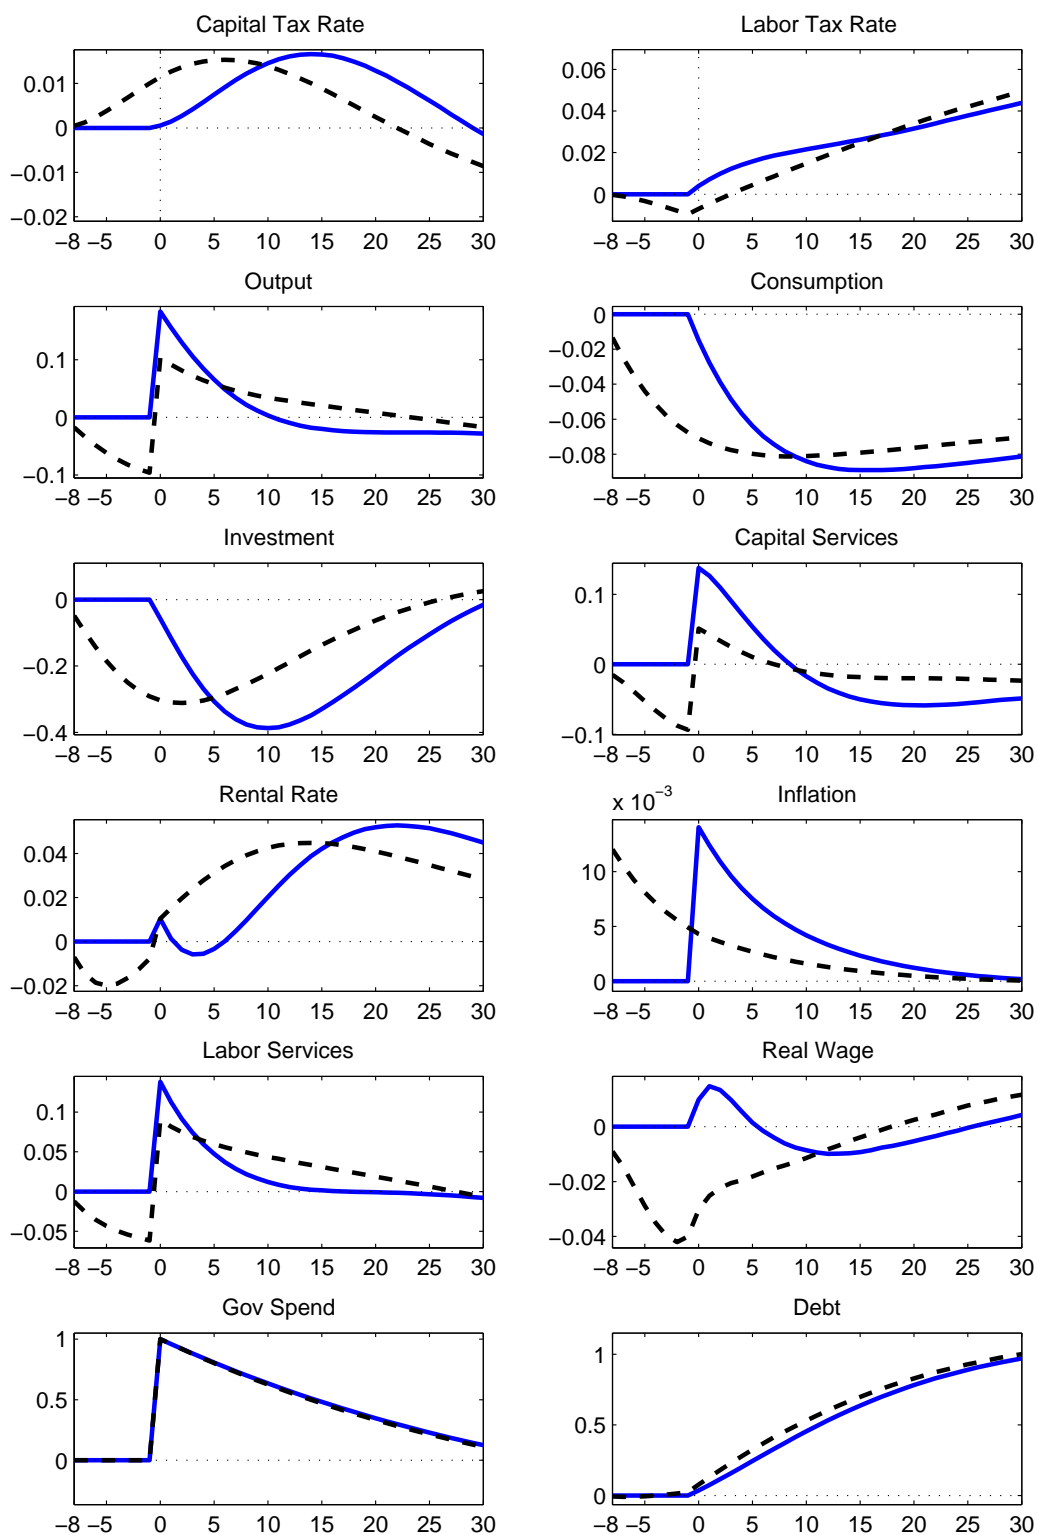 Capital Tax Rate
0.01
0
−0.01
−0.02
−8 −5 0 5 10 15 20 25 30
Labor Tax Rate
0.06
0.04
0.02
0
−8 −5 0 5 10 15 20 25 30
Output
0.1
0
−0.1
−8 −5 0 5 10 15 20 25 30
Consumption
0
−0.02
−0.04
−0.06
−0.08
−8 −5 0 5 10 15 20 25 30
Investment
0
−0.2
−0.4
−8 −5 0 5 10 15 20 25 30
Capital Services
0.1
0
−0.1
−8 −5 0 5 10 15 20 25 30
Rental Rate
0.04
0.02
0
−0.02
−8 −5 0 5 10 15 20 25 30
x 10⁻³ Inflation
10
5
0
−8 −5 0 5 10 15 20 25 30
Labor Services
0.1
0.05
0
−0.05
−8 −5 0 5 10 15 20 25 30
Real Wage
0
−0.02
−0.04
−8 −5 0 5 10 15 20 25 30
Gov Spend
1
0.5
0
−8 −5 0 5 10 15 20 25 30
Debt
1
0.5
0
−8 −5 0 5 10 15 20 25 30